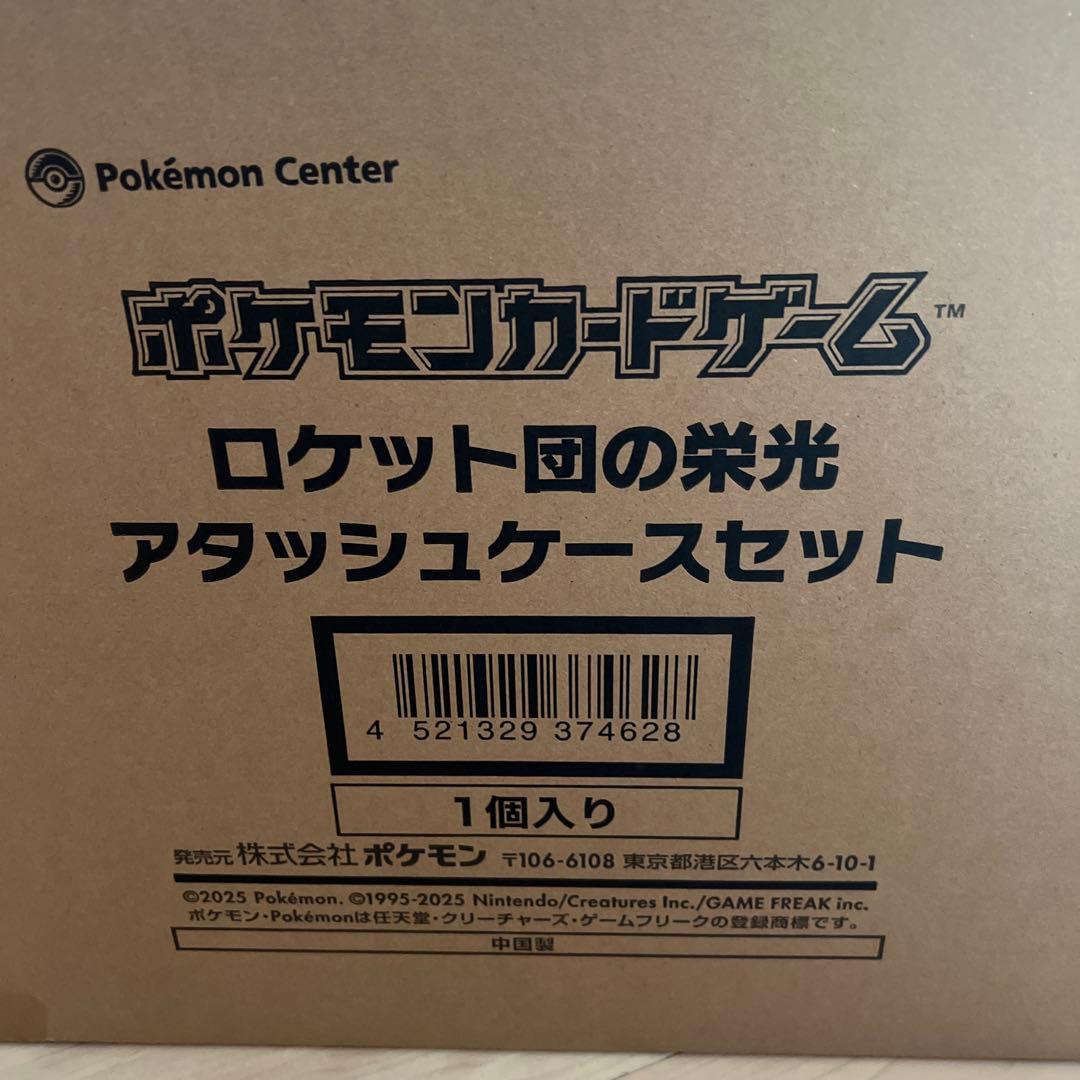 Pokémon Center
ポケモンカードゲーム™
ロケット団の栄光
アタッシュケースセット
4 521329 374628
1個入り
発売元 株式会社 ポケモン 〒106-6108 東京都港区六本木6-10-1
©2025 Pokémon. ©1995-2025 Nintendo/Creatures Inc./GAME FREAK inc.
ポケモン・Pokémonは任天堂・クリーチャーズ・ゲームフリークの登録商標です。
中国製